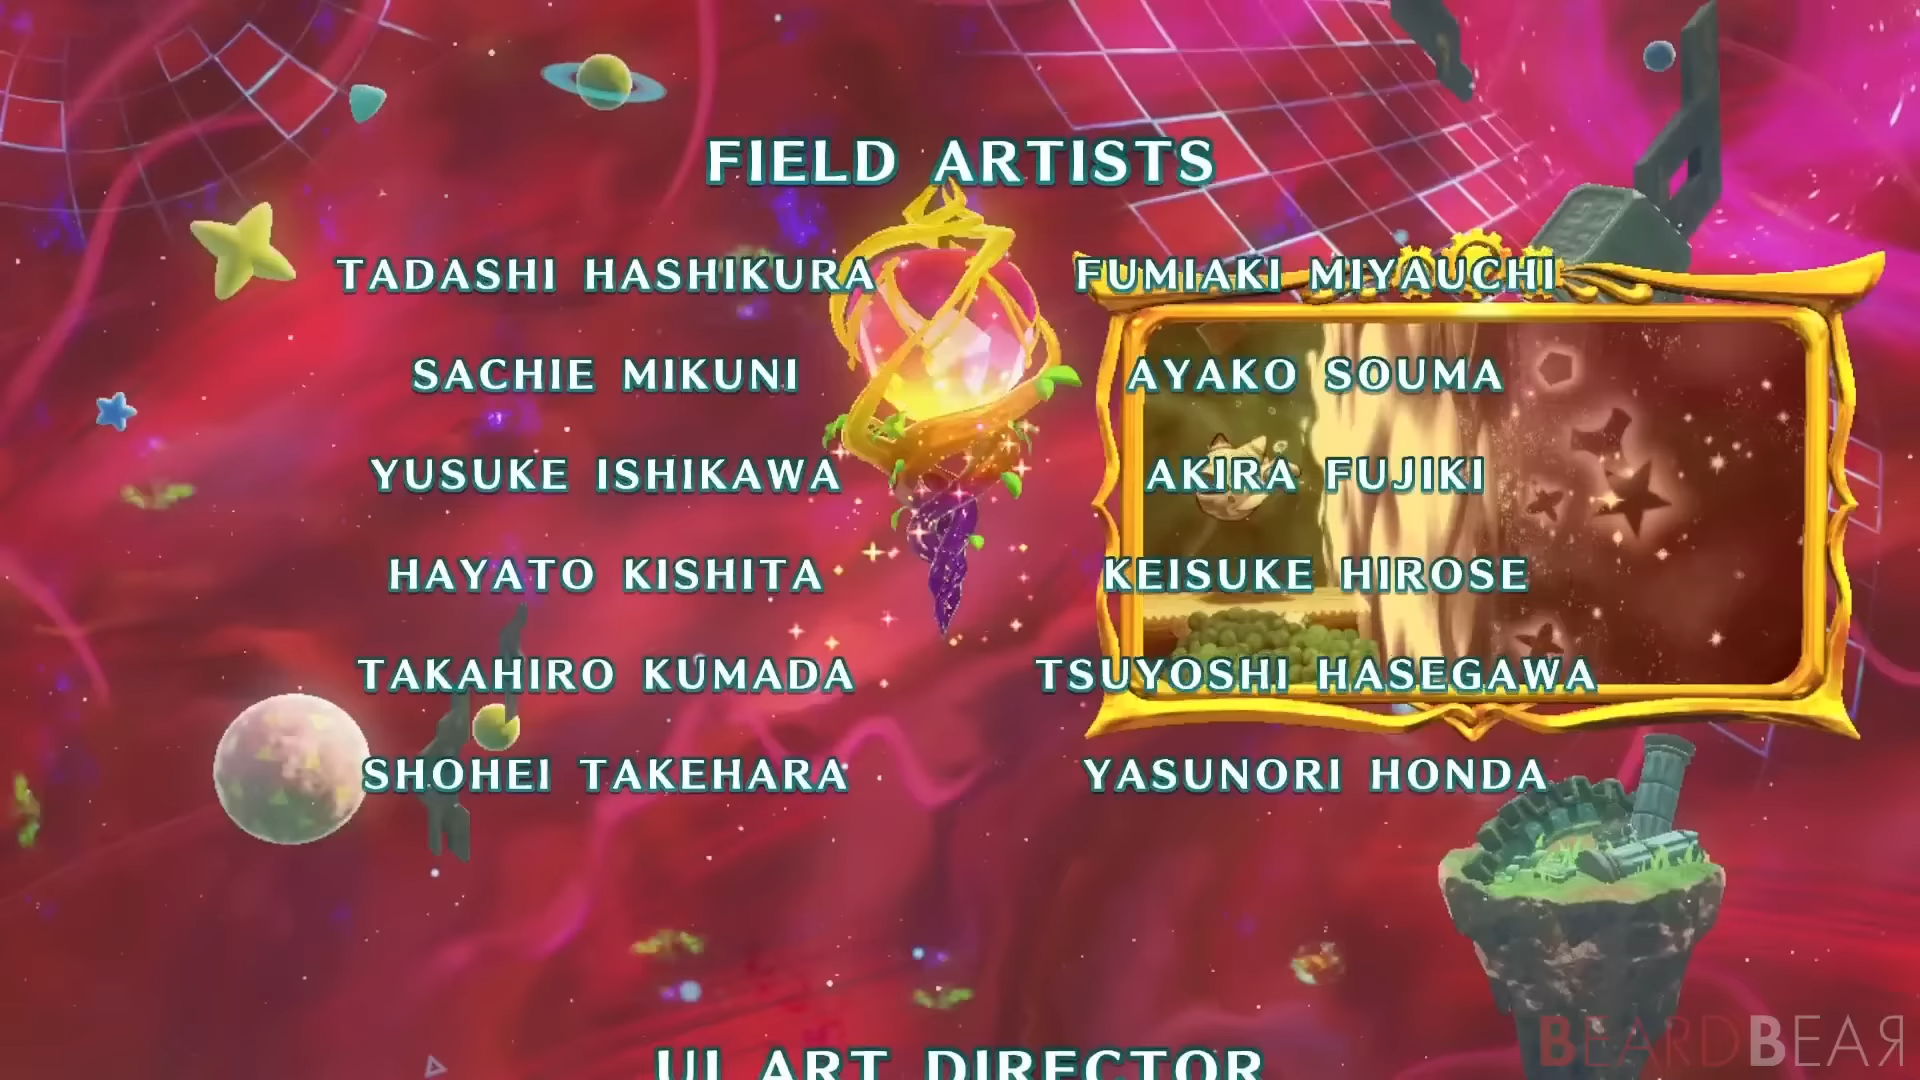 FIELD ARTISTS
TADASHI HASHIKURA FUMIAKI MIYAUCHI
SACHIE MIKUNI AYAKO SOUMA
YUSUKE ISHIKAWA AKIRA FUJIKI
HAYATO KISHITA KEISUKE HIROSE
TAKAHIRO KUMADA TSUYOSHI HASEGAWA
SHOHEI TAKEHARA YASUNORI HONDA
UI ART DIRECTOR
BEARDBEAR